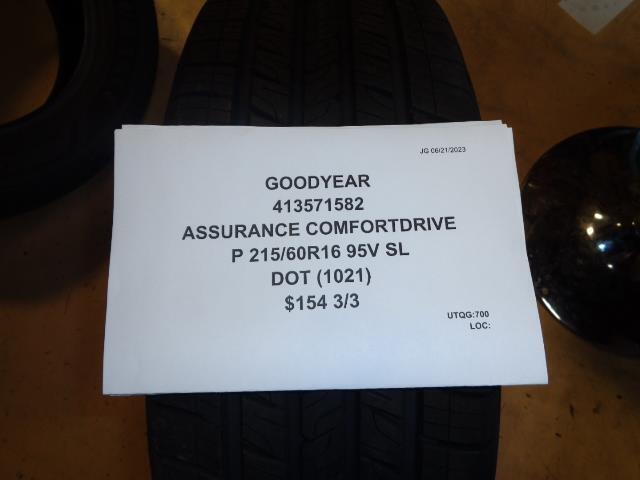 JG 06/21/2023
GOODYEAR
413571582
ASSURANCE COMFORTDRIVE
P 215/60R16 95V SL
DOT (1021)
$154 3/3
UTQG:700
LOC: